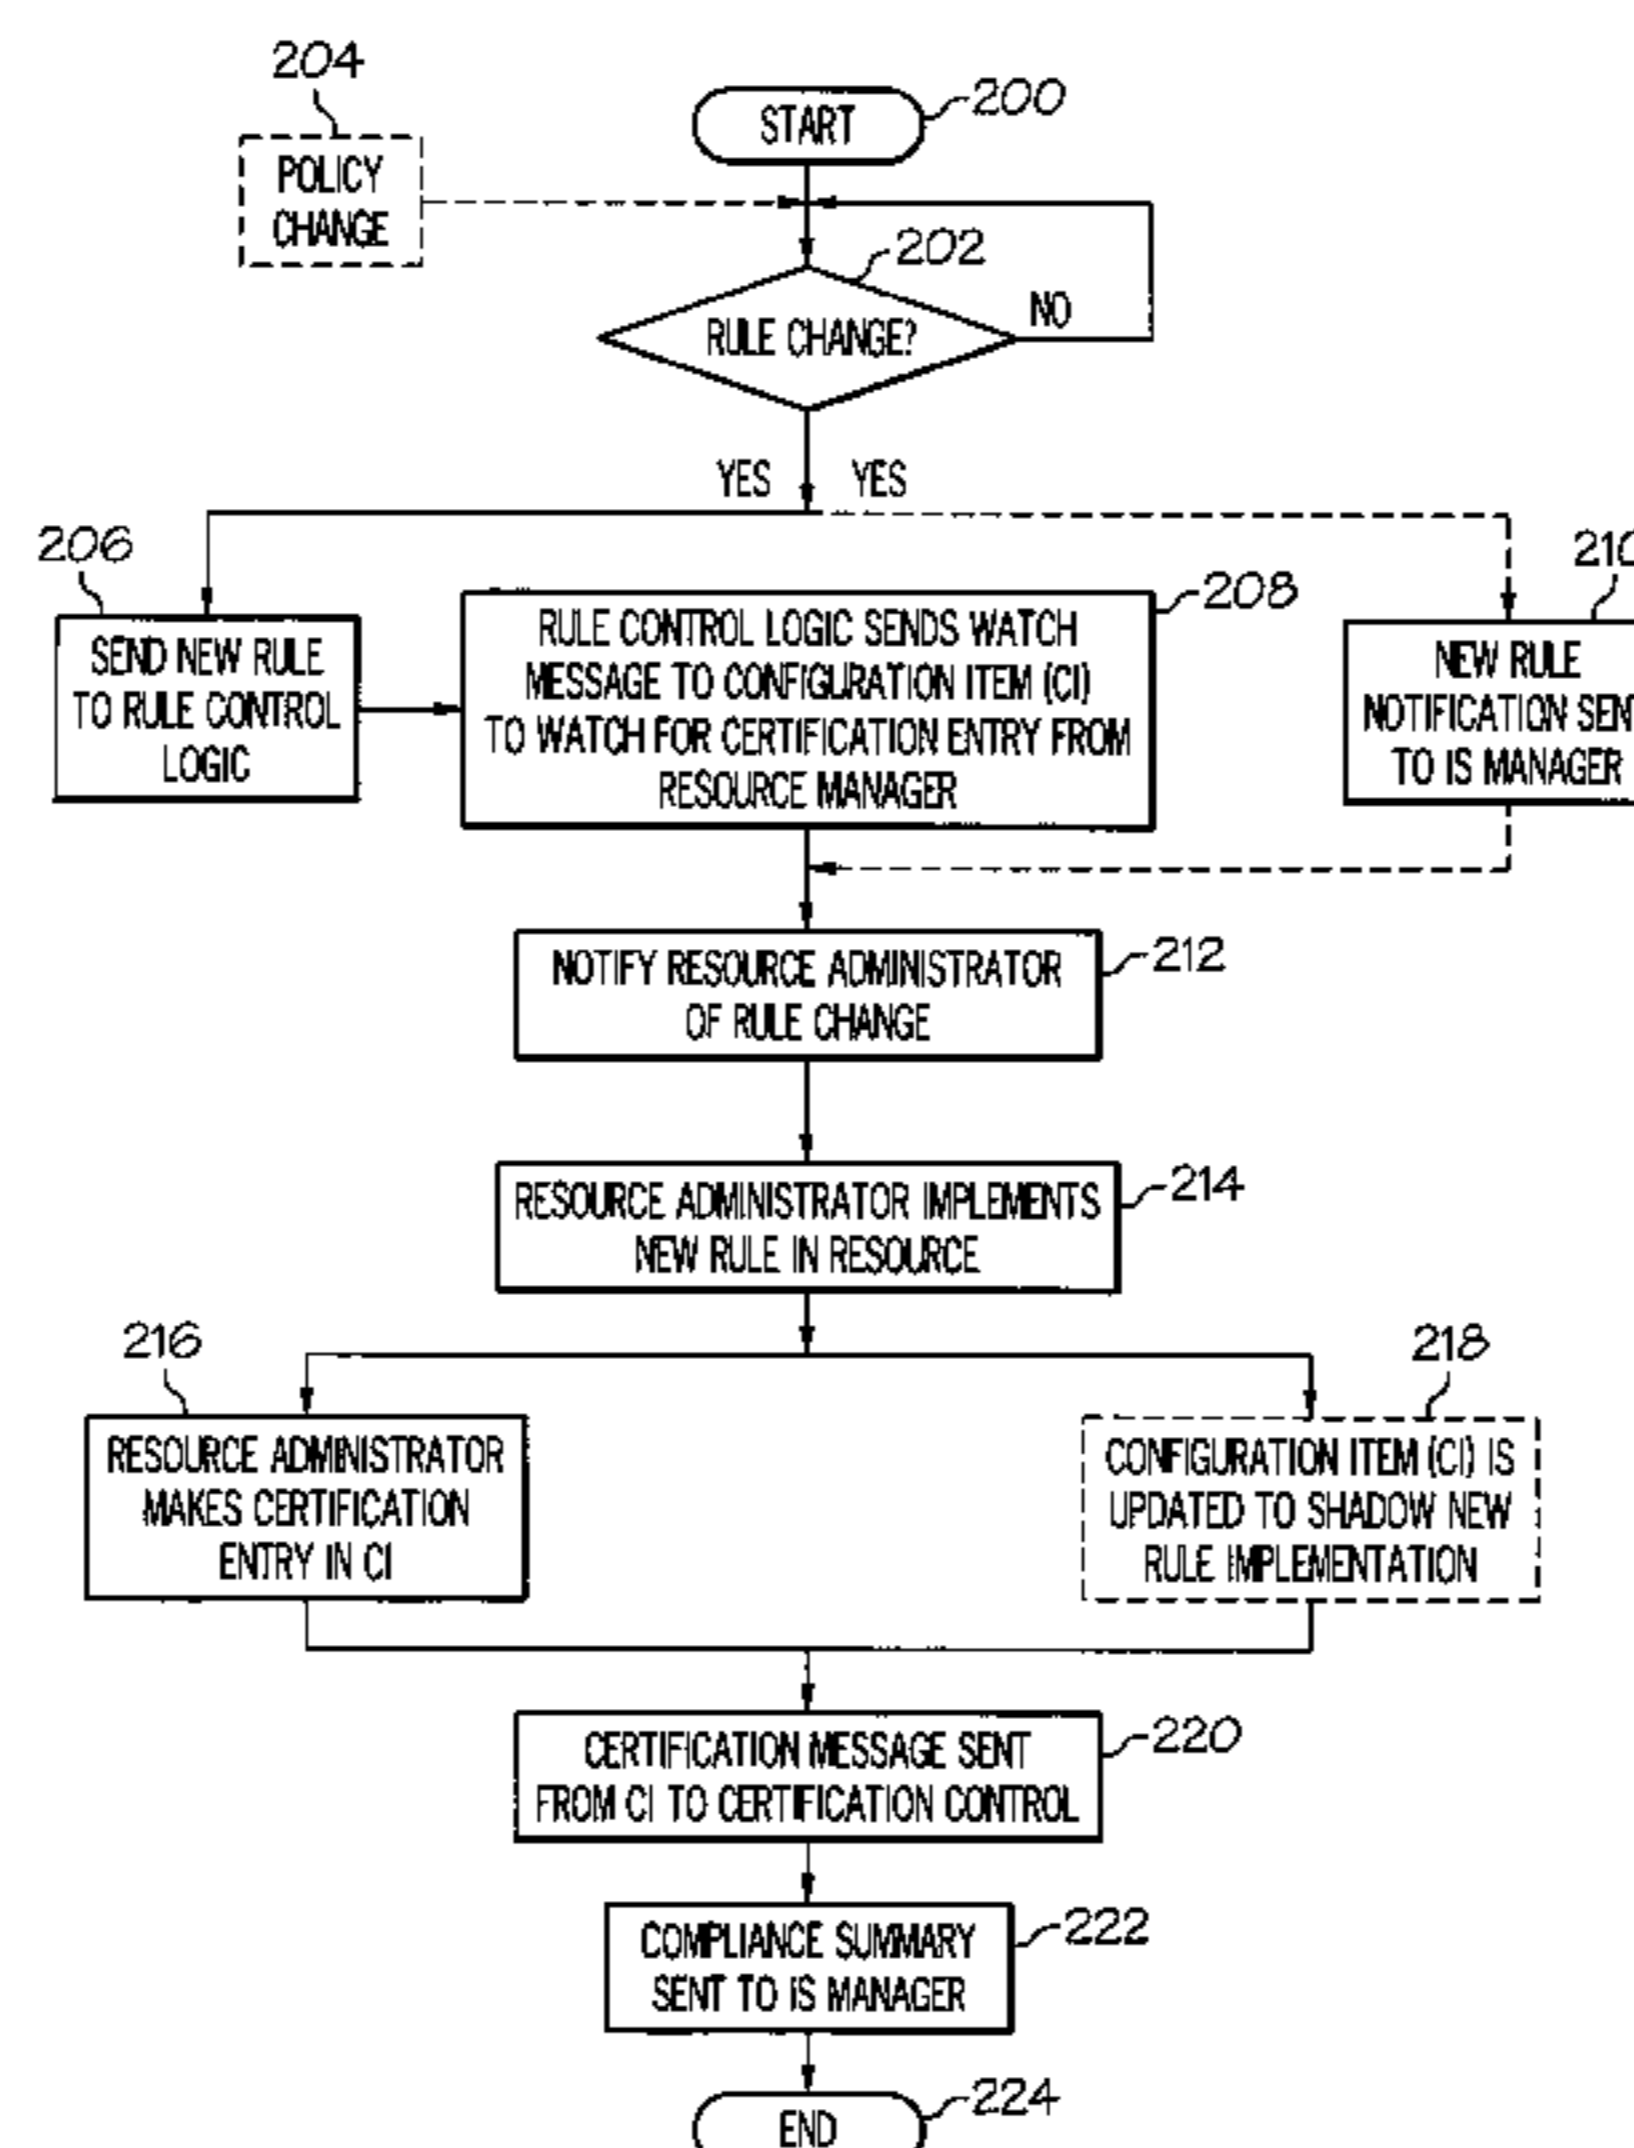 204
200
START
POLICY
CHANGE
202
RULE CHANGE?
NO
YES
YES
206
208
SEND NEW RULE
TO RULE CONTROL
LOGIC
RULE CONTROL LOGIC SENDS WATCH
MESSAGE TO CONFIGURATION ITEM (CI)
TO WATCH FOR CERTIFICATION ENTRY FROM
RESOURCE MANAGER
210
NEW RULE
NOTIFICATION SENT
TO IS MANAGER
212
NOTIFY RESOURCE ADMINISTRATOR
OF RULE CHANGE
214
RESOURCE ADMINISTRATOR IMPLEMENTS
NEW RULE IN RESOURCE
216
RESOURCE ADMINISTRATOR
MAKES CERTIFICATION
ENTRY IN CI
218
CONFIGURATION ITEM (CI) IS
UPDATED TO SHADOW NEW
RULE IMPLEMENTATION
220
CERTIFICATION MESSAGE SENT
FROM CI TO CERTIFICATION CONTROL
222
COMPLIANCE SUMMARY
SENT TO IS MANAGER
224
END